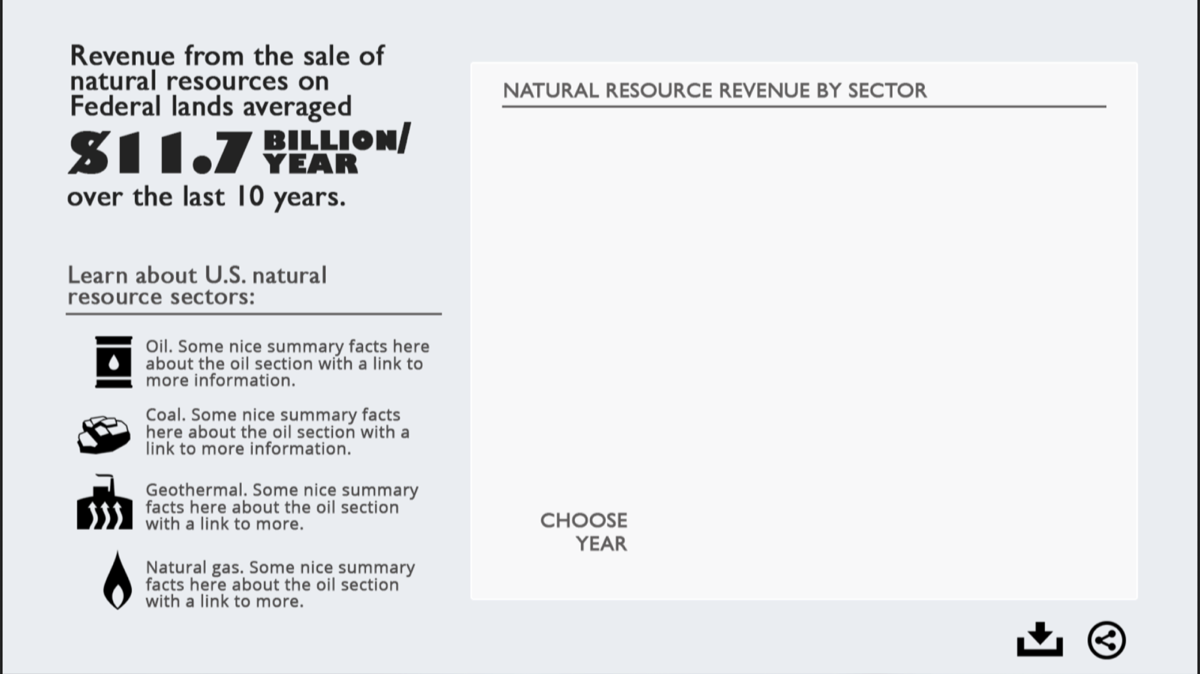 Revenue from the sale of
natural resources on
Federal lands averaged
$11.7 BILLION/
YEAR
over the last 10 years.
Learn about U.S. natural
resource sectors:
Oil. Some nice summary facts here
about the oil section with a link to
more information.
Coal. Some nice summary facts
here about the oil section with a
link to more information.
Geothermal. Some nice summary
facts here about the oil section
with a link to more.
Natural gas. Some nice summary
facts here about the oil section
with a link to more.
NATURAL RESOURCE REVENUE BY SECTOR
CHOOSE
YEAR